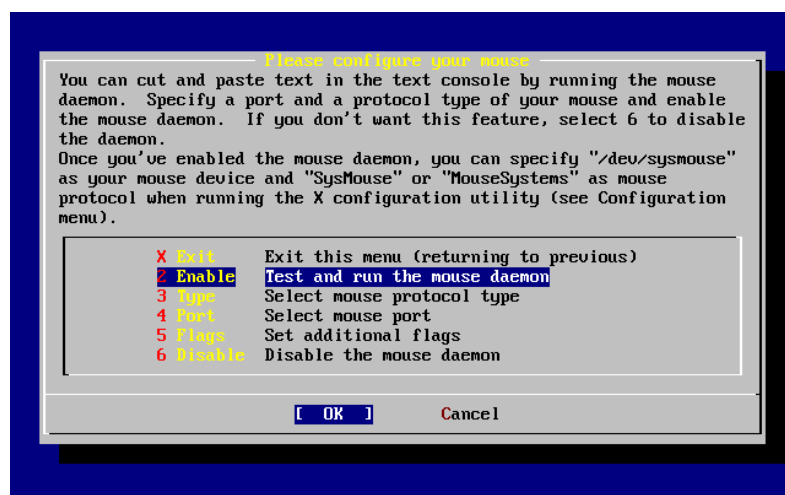 Please configure your mouse
You can cut and paste text in the text console by running the mouse
daemon.  Specify a port and a protocol type of your mouse and enable
the mouse daemon.  If you don't want this feature, select 6 to disable
the daemon.
Once you've enabled the mouse daemon, you can specify "/dev/sysmouse"
as your mouse device and "SysMouse" or "MouseSystems" as mouse
protocol when running the X configuration utility (see Configuration
menu).
X Exit Exit this menu (returning to previous)
2 Enable Test and run the mouse daemon
3 Type Select mouse protocol type
4 Port Select mouse port
5 Flags Set additional flags
6 Disable Disable the mouse daemon
[ OK ] Cancel